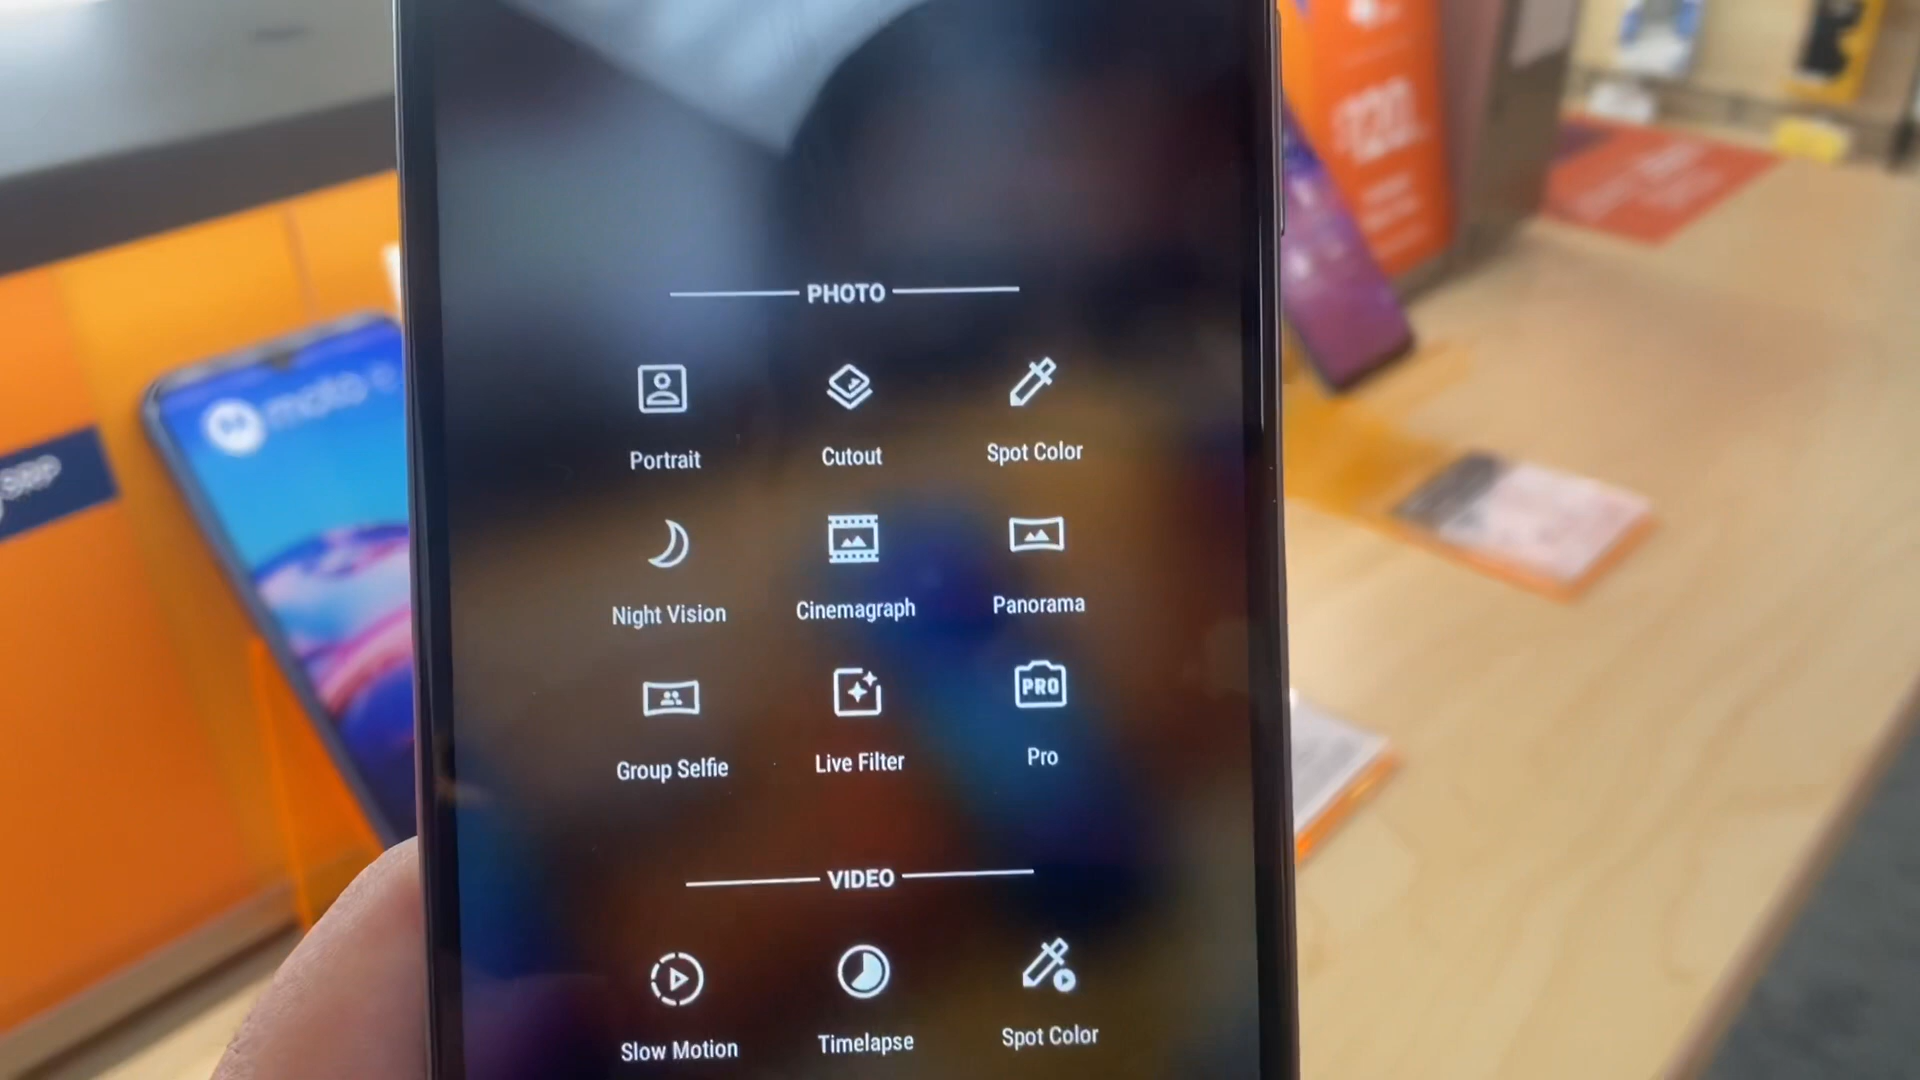 PHOTO
Portrait
Cutout
Spot Color
Night Vision
Cinemagraph
Panorama
Group Selfie
Live Filter
PRO
Pro
VIDEO
Slow Motion
Timelapse
Spot Color
moto